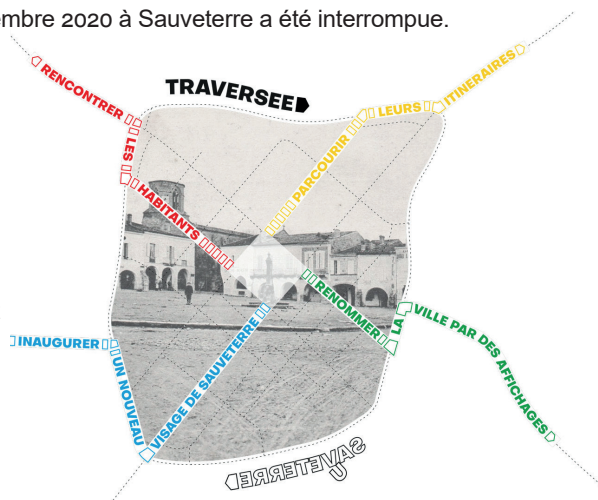 embre 2020 à Sauveterre a été interrompue.
TRAVERSEE
RENCONTRER
LES
HABITANTS
PARCOURIR
LEURS
ITINERAIRES
INAUGURER
UN NOUVEAU
VISAGE DE SAUVETERRE
RENOMMER
LA
VILLE PAR DES AFFICHAGES
SAUVETERRE